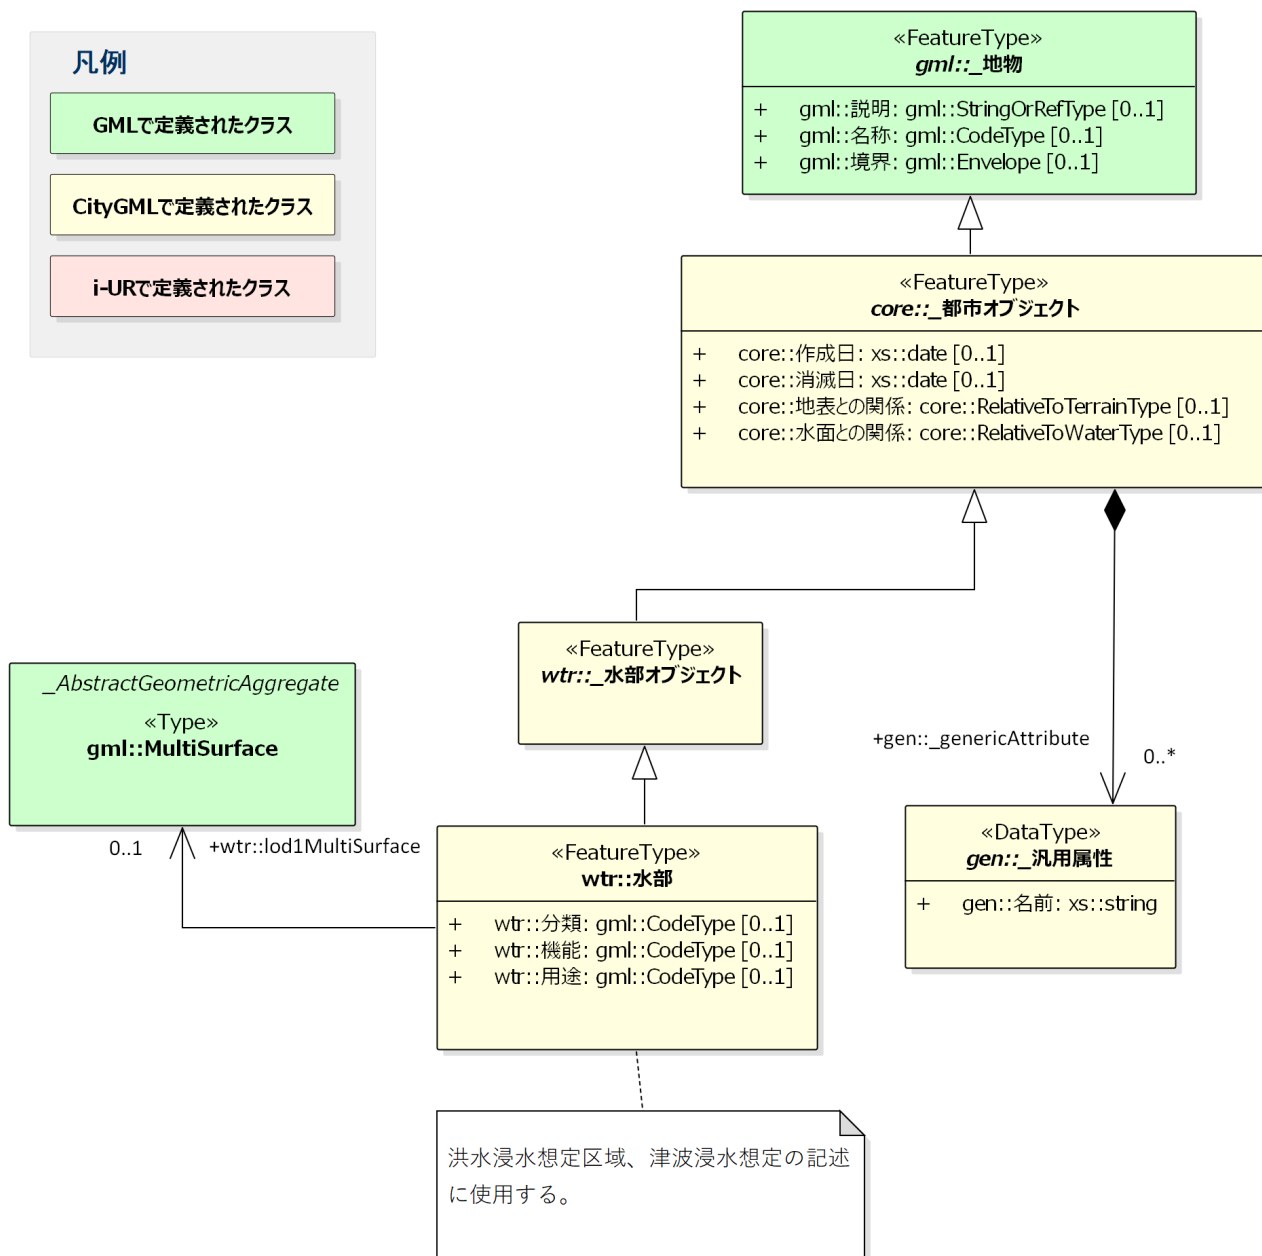 凡例
GMLで定義されたクラス
CityGMLで定義されたクラス
i-URで定義されたクラス
«FeatureType»
gml::_地物
+ gml::説明: gml::StringOrRefType [0..1]
+ gml::名称: gml::CodeType [0..1]
+ gml::境界: gml::Envelope [0..1]
«FeatureType»
core::_都市オブジェクト
+ core::作成日: xs::date [0..1]
+ core::消滅日: xs::date [0..1]
+ core::地表との関係: core::RelativeToTerrainType [0..1]
+ core::水面との関係: core::RelativeToWaterType [0..1]
«FeatureType»
wtr::_水部オブジェクト
_AbstractGeometricAggregate
«Type»
gml::MultiSurface
+gen::_genericAttribute
0..*
0..1
+wtr::lod1MultiSurface
«FeatureType»
wtr::水部
+ wtr::分類: gml::CodeType [0..1]
+ wtr::機能: gml::CodeType [0..1]
+ wtr::用途: gml::CodeType [0..1]
«DataType»
gen::_汎用属性
+ gen::名前: xs::string
洪水浸水想定区域、津波浸水想定の記述
に使用する。